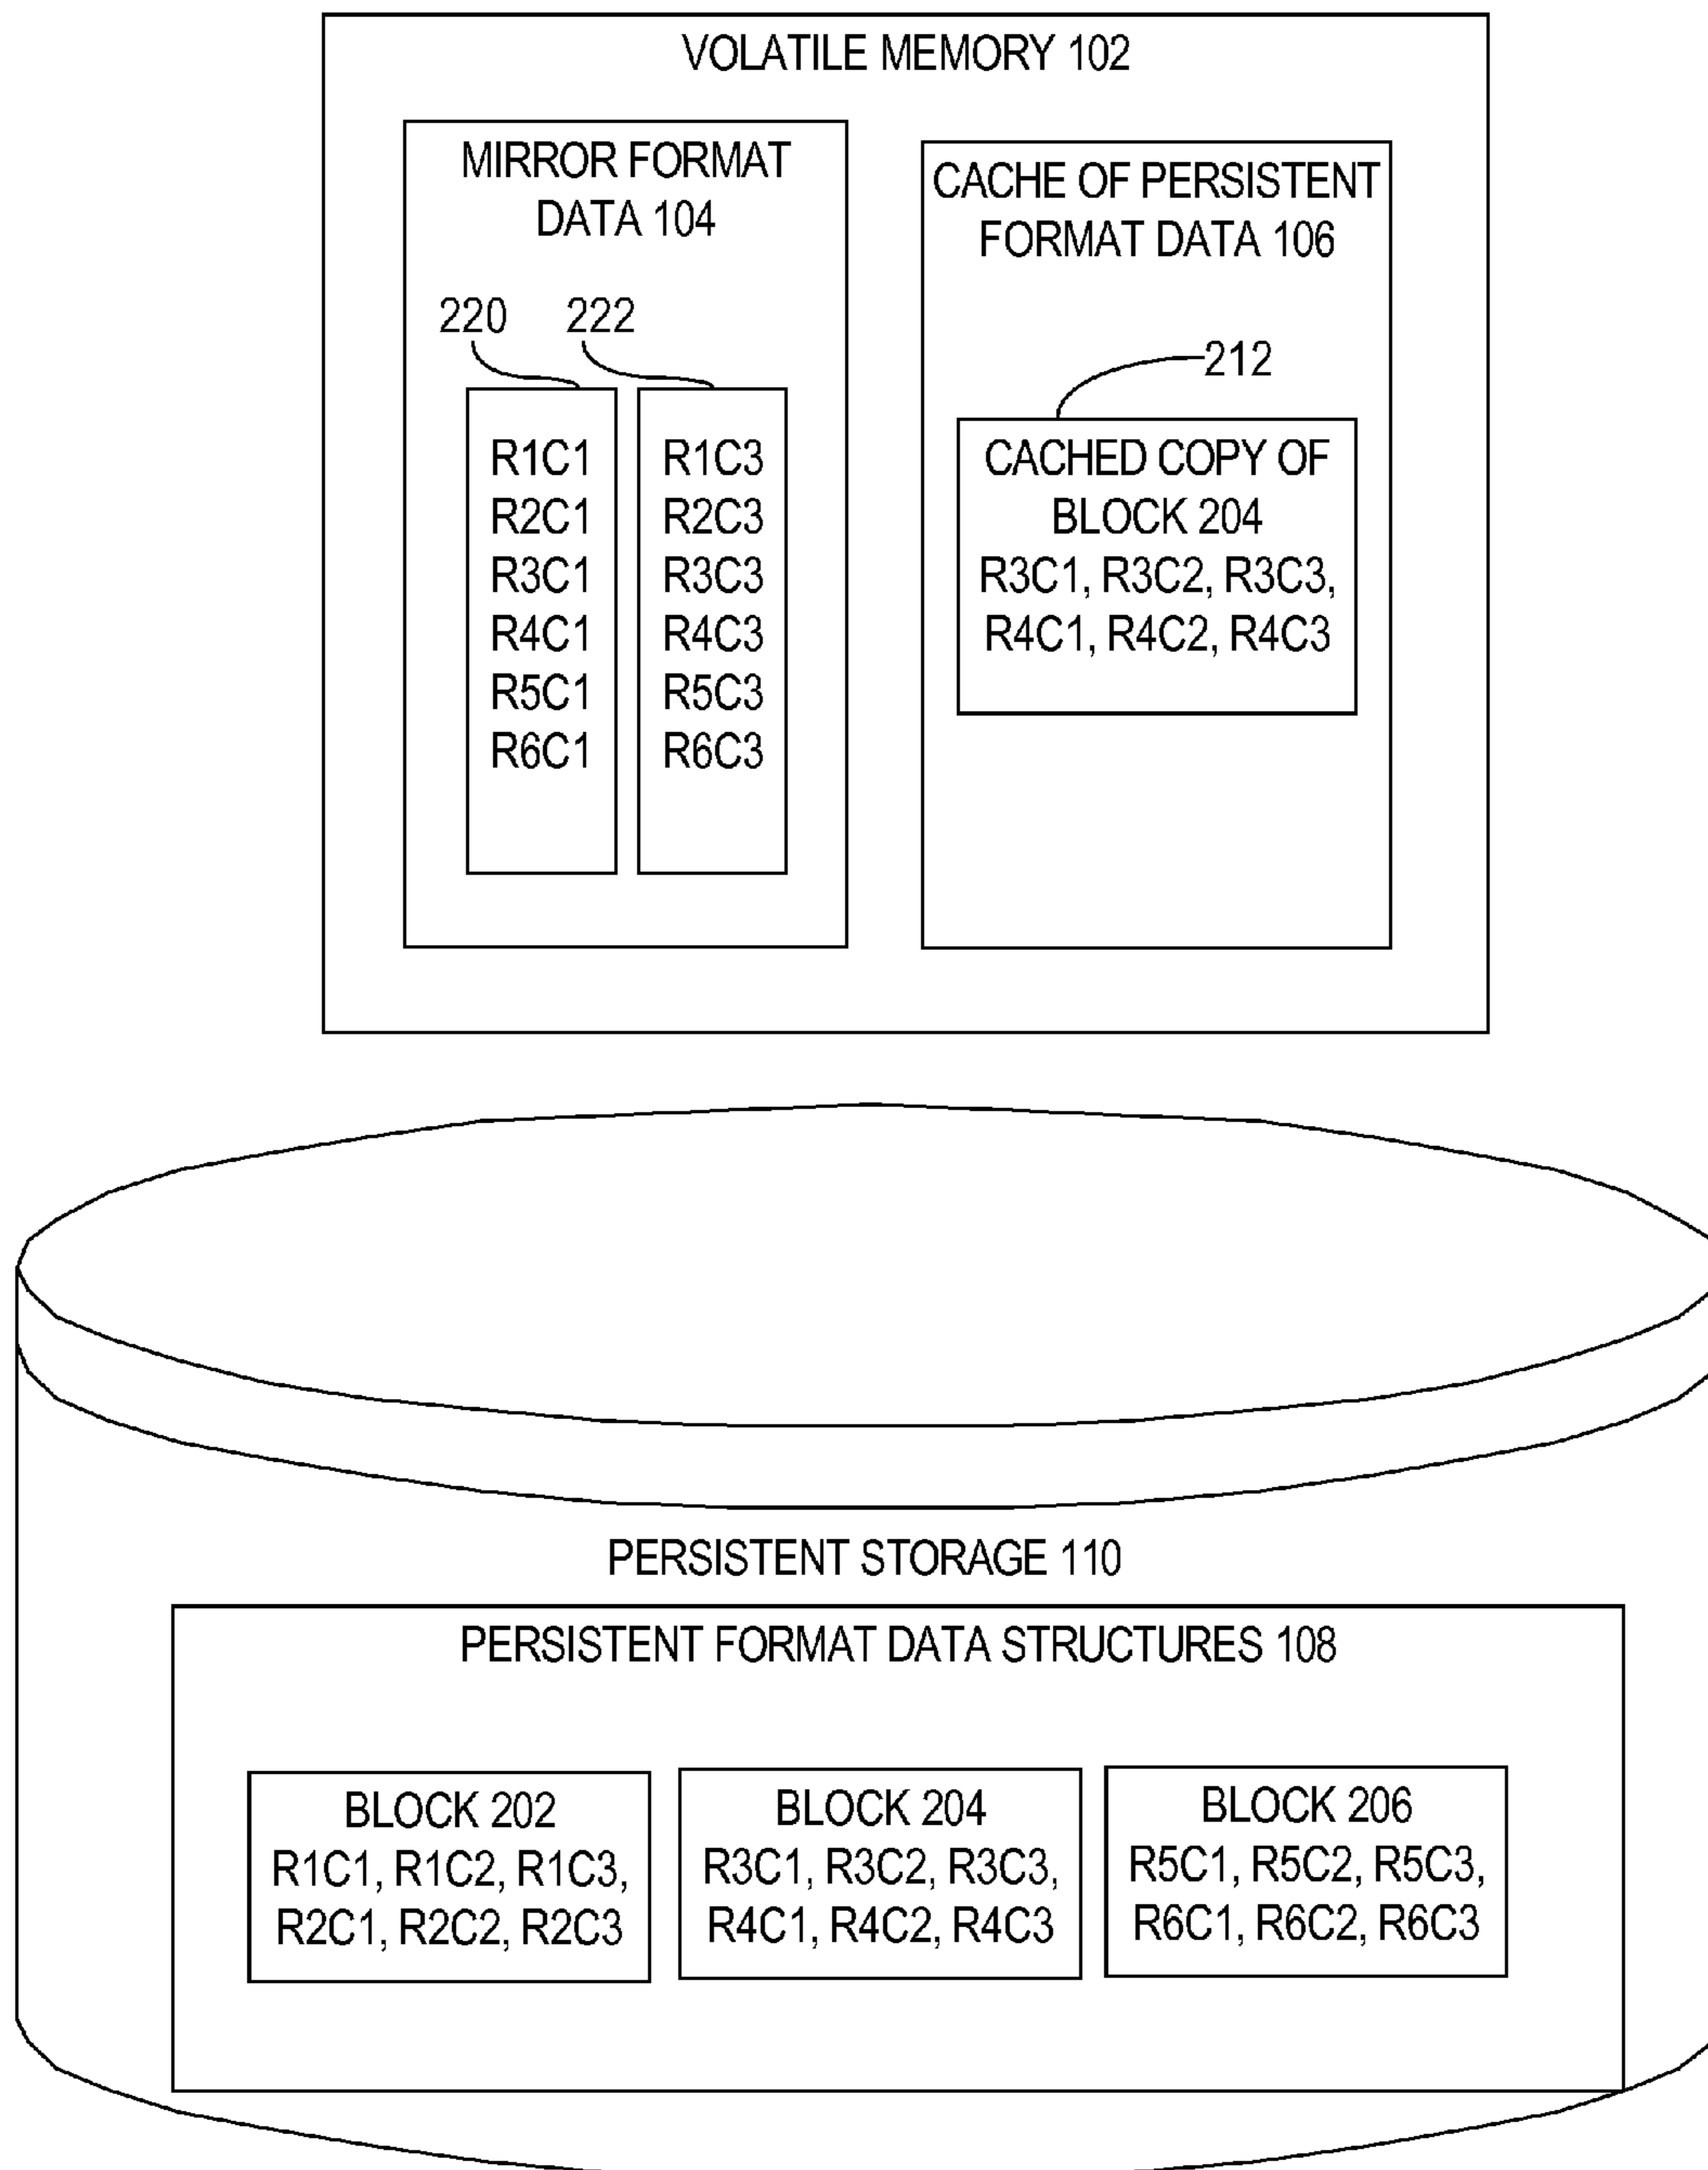 VOLATILE MEMORY 102
MIRROR FORMAT
DATA 104
220
222
R1C1
R2C1
R3C1
R4C1
R5C1
R6C1
R1C3
R2C3
R3C3
R4C3
R5C3
R6C3
CACHE OF PERSISTENT
FORMAT DATA 106
212
CACHED COPY OF
BLOCK 204
R3C1, R3C2, R3C3,
R4C1, R4C2, R4C3
PERSISTENT STORAGE 110
PERSISTENT FORMAT DATA STRUCTURES 108
BLOCK 202
R1C1, R1C2, R1C3,
R2C1, R2C2, R2C3
BLOCK 204
R3C1, R3C2, R3C3,
R4C1, R4C2, R4C3
BLOCK 206
R5C1, R5C2, R5C3,
R6C1, R6C2, R6C3